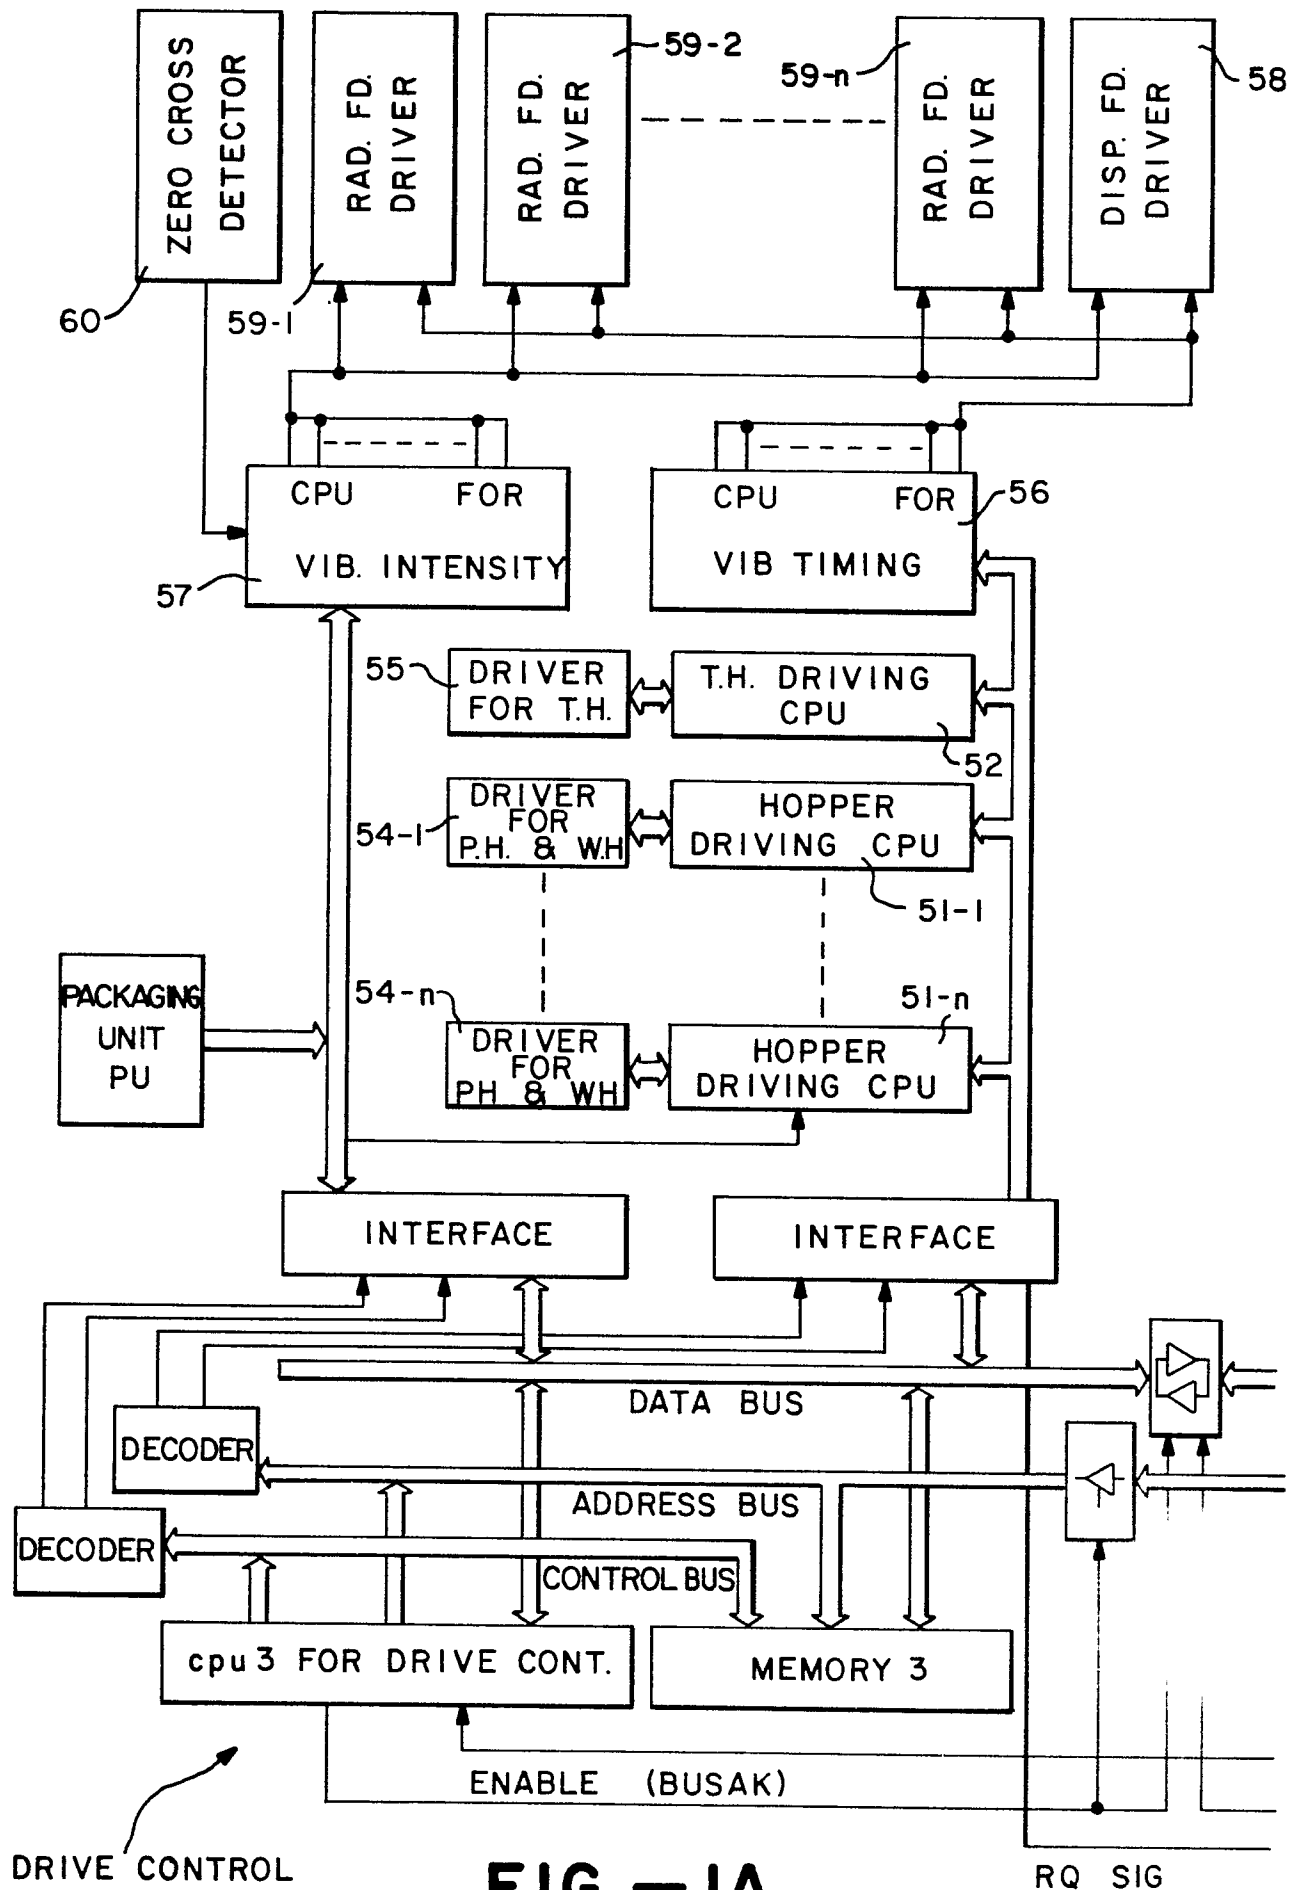 ZERO CROSS
DETECTOR
RAD. FD.
DRIVER
RAD. FD.
DRIVER
59-2
59-n
RAD. FD.
DRIVER
DISP. FD.
DRIVER
58
60
59-1
CPU FOR
VIB. INTENSITY
57
CPU FOR
VIB TIMING
56
55
DRIVER
FOR T.H.
T.H. DRIVING
CPU
52
54-1
DRIVER
FOR
P.H. & W.H
HOPPER
DRIVING CPU
51-1
PACKAGING
UNIT
PU
54-n
DRIVER
FOR
PH & WH
51-n
HOPPER
DRIVING CPU
INTERFACE
INTERFACE
DATA BUS
DECODER
ADDRESS BUS
DECODER
CONTROL BUS
cpu 3 FOR DRIVE CONT.
MEMORY 3
ENABLE (BUSAK)
DRIVE CONTROL
FIG.—1A
RQ SIG